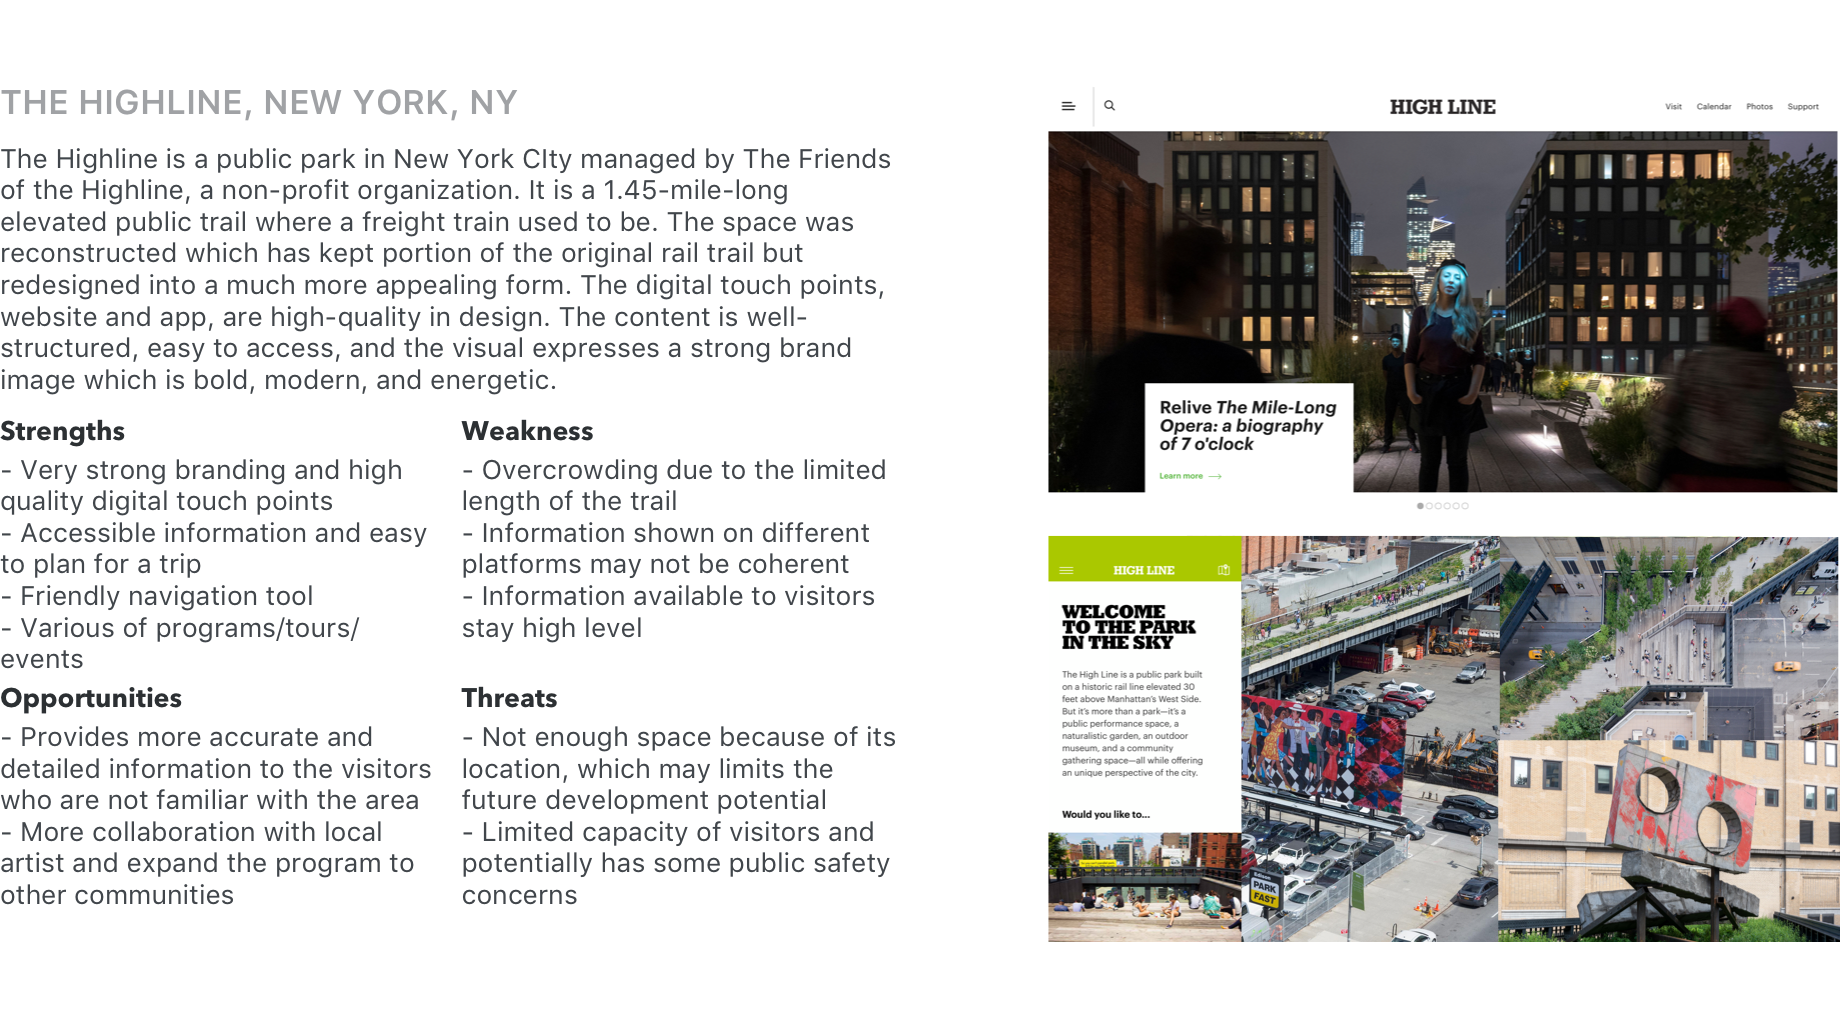 THE HIGHLINE, NEW YORK, NY
The Highline is a public park in New York CIty managed by The Friends
of the Highline, a non-profit organization. It is a 1.45-mile-long
elevated public trail where a freight train used to be. The space was
reconstructed which has kept portion of the original rail trail but
redesigned into a much more appealing form. The digital touch points,
website and app, are high-quality in design. The content is well-
structured, easy to access, and the visual expresses a strong brand
image which is bold, modern, and energetic.
Strengths
- Very strong branding and high
quality digital touch points
- Accessible information and easy
to plan for a trip
- Friendly navigation tool
- Various of programs/tours/
events
Weakness
- Overcrowding due to the limited
length of the trail
- Information shown on different
platforms may not be coherent
- Information available to visitors
stay high level
Opportunities
- Provides more accurate and
detailed information to the visitors
who are not familiar with the area
- More collaboration with local
artist and expand the program to
other communities
Threats
- Not enough space because of its
location, which may limits the
future development potential
- Limited capacity of visitors and
potentially has some public safety
concerns
HIGH LINE
Visit Calendar Photos Support
Relive The Mile-Long
Opera: a biography
of 7 o'clock
Learn more
HIGH LINE
WELCOME
TO THE PARK
IN THE SKY
The High Line is a public park built
on a historic rail line elevated 30
feet above Manhattan's West Side.
But it's more than a park—it's a
public performance space, a
naturalistic garden, an outdoor
museum, and a community
gathering space—all while offering
an unique perspective of the city.
Would you like to...
Edison
PARK
FAST